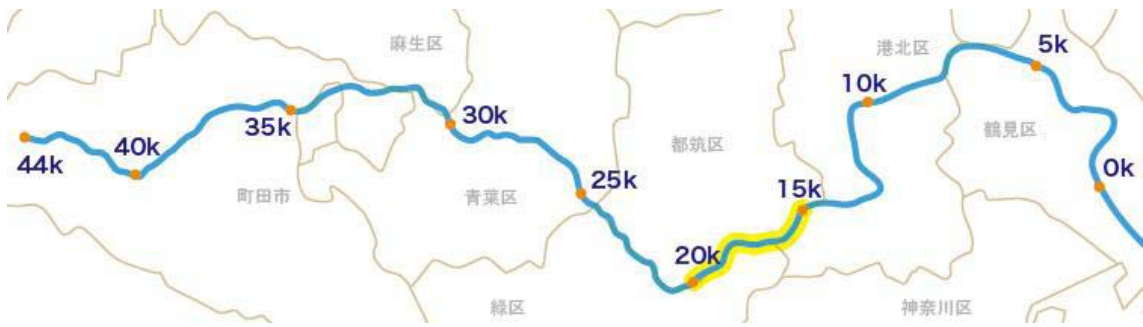 麻生区
港北区
5k
10k
30k
35k
鶴見区
40k
都筑区
44k
0k
25k
15k
町田市
青葉区
20k
緑区
神奈川区